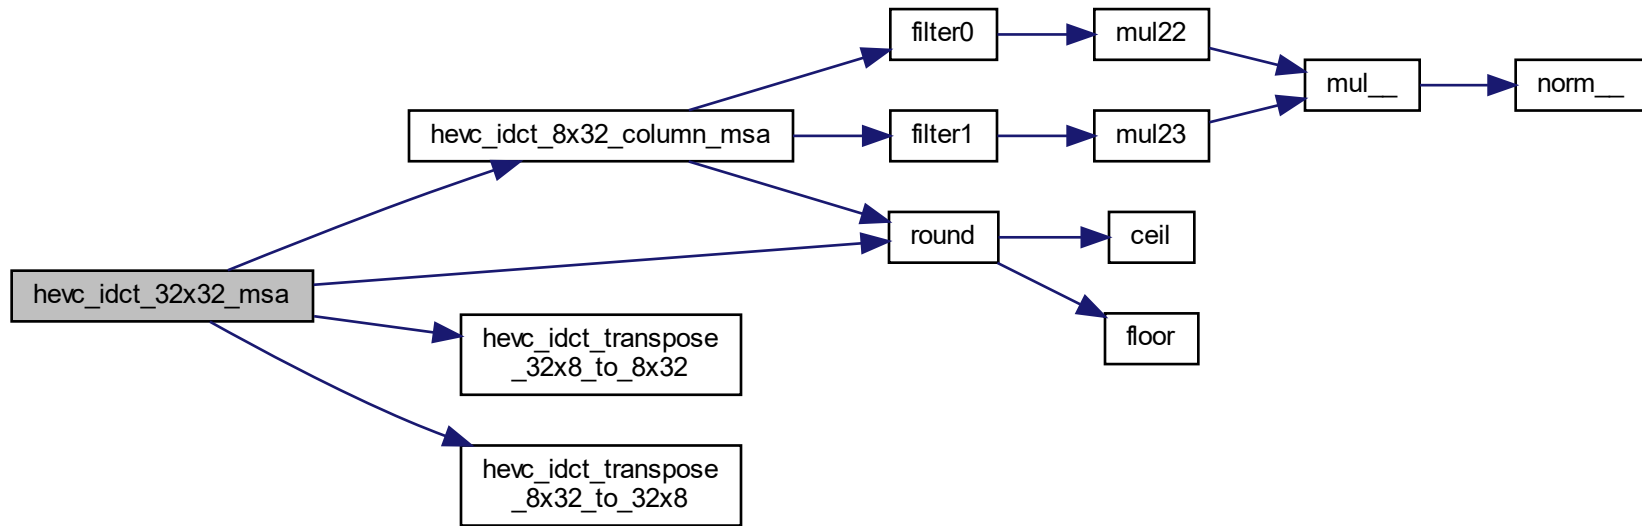 filter0
mul22
mul__
norm__
hevc_idct_8x32_column_msa
filter1
mul23
round
ceil
hevc_idct_32x32_msa
floor
hevc_idct_transpose
_32x8_to_8x32
hevc_idct_transpose
_8x32_to_32x8